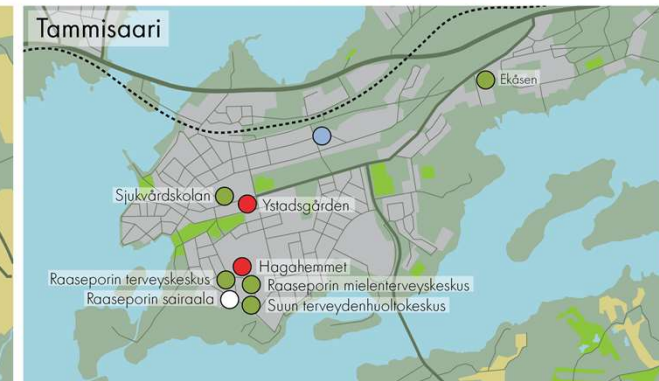 Tammisaari
Ekåsen
Sjukvårdskolan
Ystadsgården
Hagahemmet
Raaseporin terveyskeskus
Raaseporin mielenterveyskeskus
Raaseporin sairaala
Suun terveydenhuoltokeskus